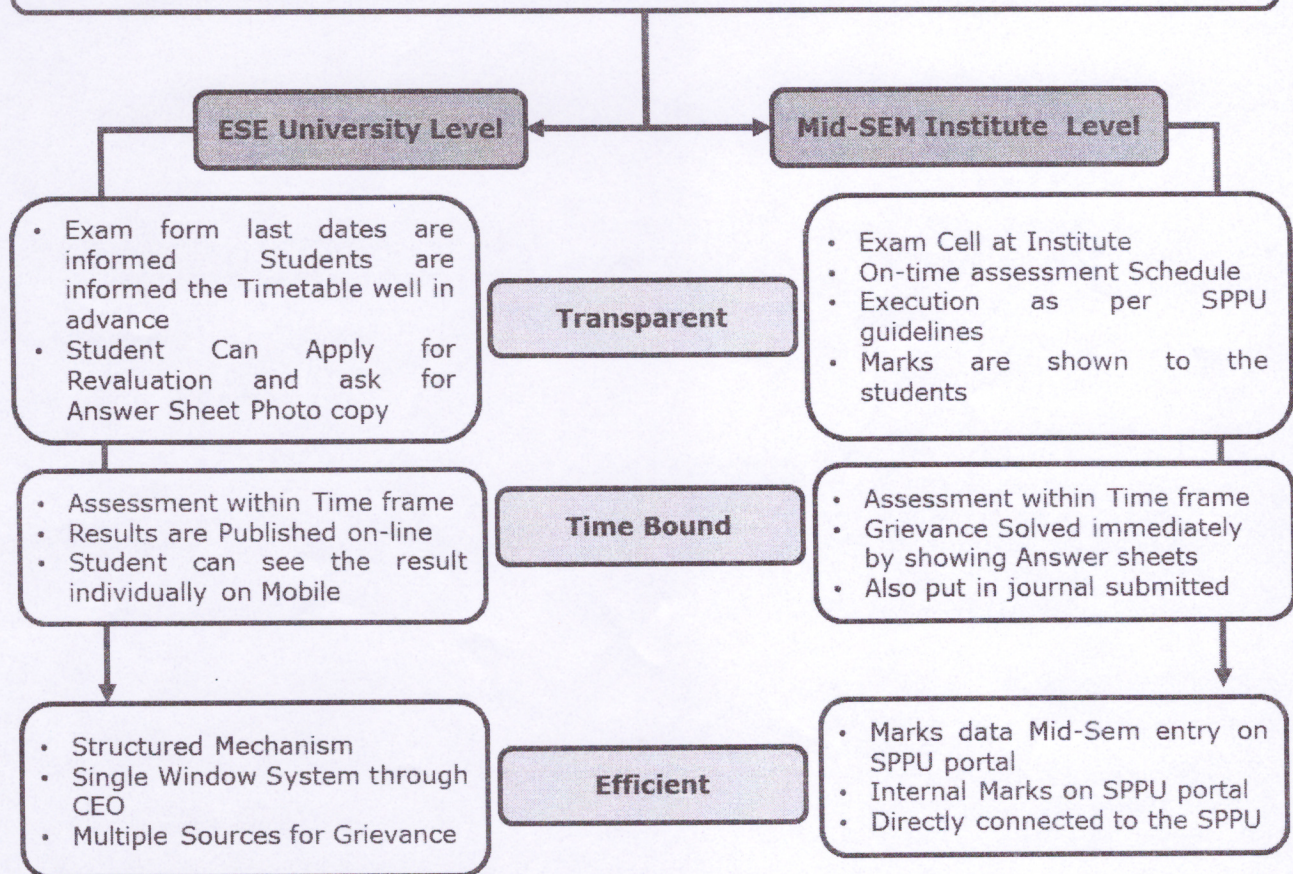 ESE University Level
Mid-SEM Institute Level
• Exam form last dates are
informed Students are
informed the Timetable well in
advance
• Student Can Apply for
Revaluation and ask for
Answer Sheet Photo copy
Transparent
• Exam Cell at Institute
• On-time assessment Schedule
• Execution as per SPPU
guidelines
• Marks are shown to the
students
• Assessment within Time frame
• Results are Published on-line
• Student can see the result
individually on Mobile
Time Bound
• Assessment within Time frame
• Grievance Solved immediately
by showing Answer sheets
• Also put in journal submitted
• Structured Mechanism
• Single Window System through
CEO
• Multiple Sources for Grievance
Efficient
• Marks data Mid-Sem entry on
SPPU portal
• Internal Marks on SPPU portal
• Directly connected to the SPPU